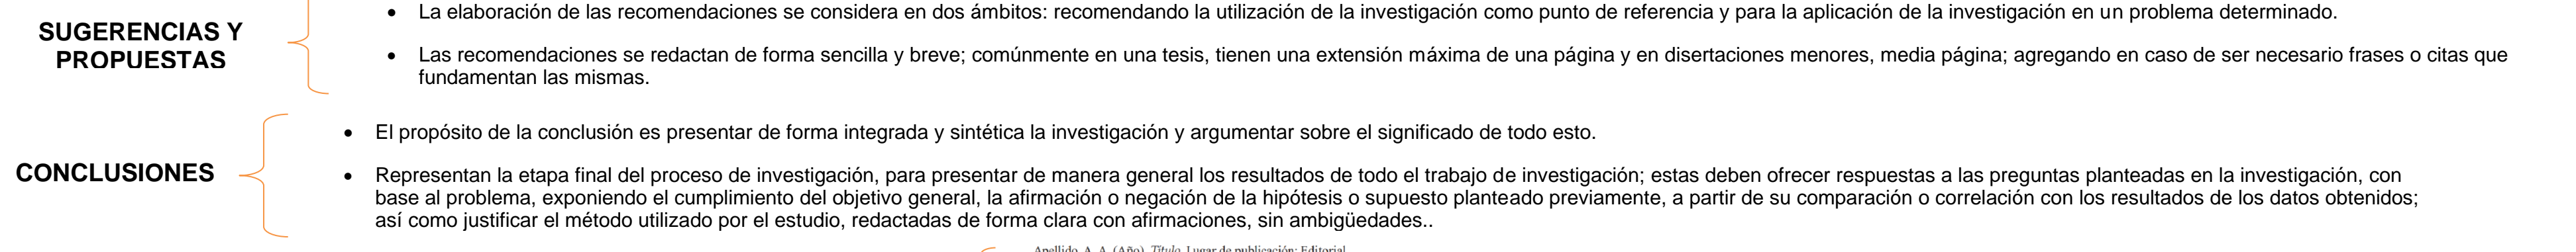 SUGERENCIAS Y
PROPUESTAS
• La elaboración de las recomendaciones se considera en dos ámbitos: recomendando la utilización de la investigación como punto de referencia y para la aplicación de la investigación en un problema determinado.
• Las recomendaciones se redactan de forma sencilla y breve; comúnmente en una tesis, tienen una extensión máxima de una página y en disertaciones menores, media página; agregando en caso de ser necesario frases o citas que
fundamentan las mismas.
CONCLUSIONES
• El propósito de la conclusión es presentar de forma integrada y sintética la investigación y argumentar sobre el significado de todo esto.
• Representan la etapa final del proceso de investigación, para presentar de manera general los resultados de todo el trabajo de investigación; estas deben ofrecer respuestas a las preguntas planteadas en la investigación, con
base al problema, exponiendo el cumplimiento del objetivo general, la afirmación o negación de la hipótesis o supuesto planteado previamente, a partir de su comparación o correlación con los resultados de los datos obtenidos;
así como justificar el método utilizado por el estudio, redactadas de forma clara con afirmaciones, sin ambigüedades..
Apellido, A. A. (Año). Título. Lugar de publicación: Editorial